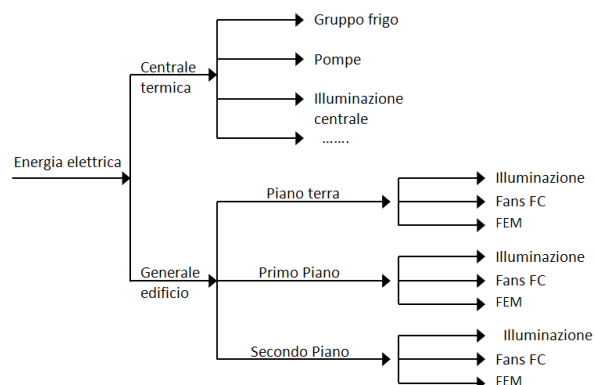 Gruppo frigo
Centrale
termica
Pompe
Illuminazione
centrale
.......
Energia elettrica
Piano terra
Illuminazione
Fans FC
FEM
Generale
edificio
Primo Piano
Illuminazione
Fans FC
FEM
Secondo Piano
Illuminazione
Fans FC
FEM